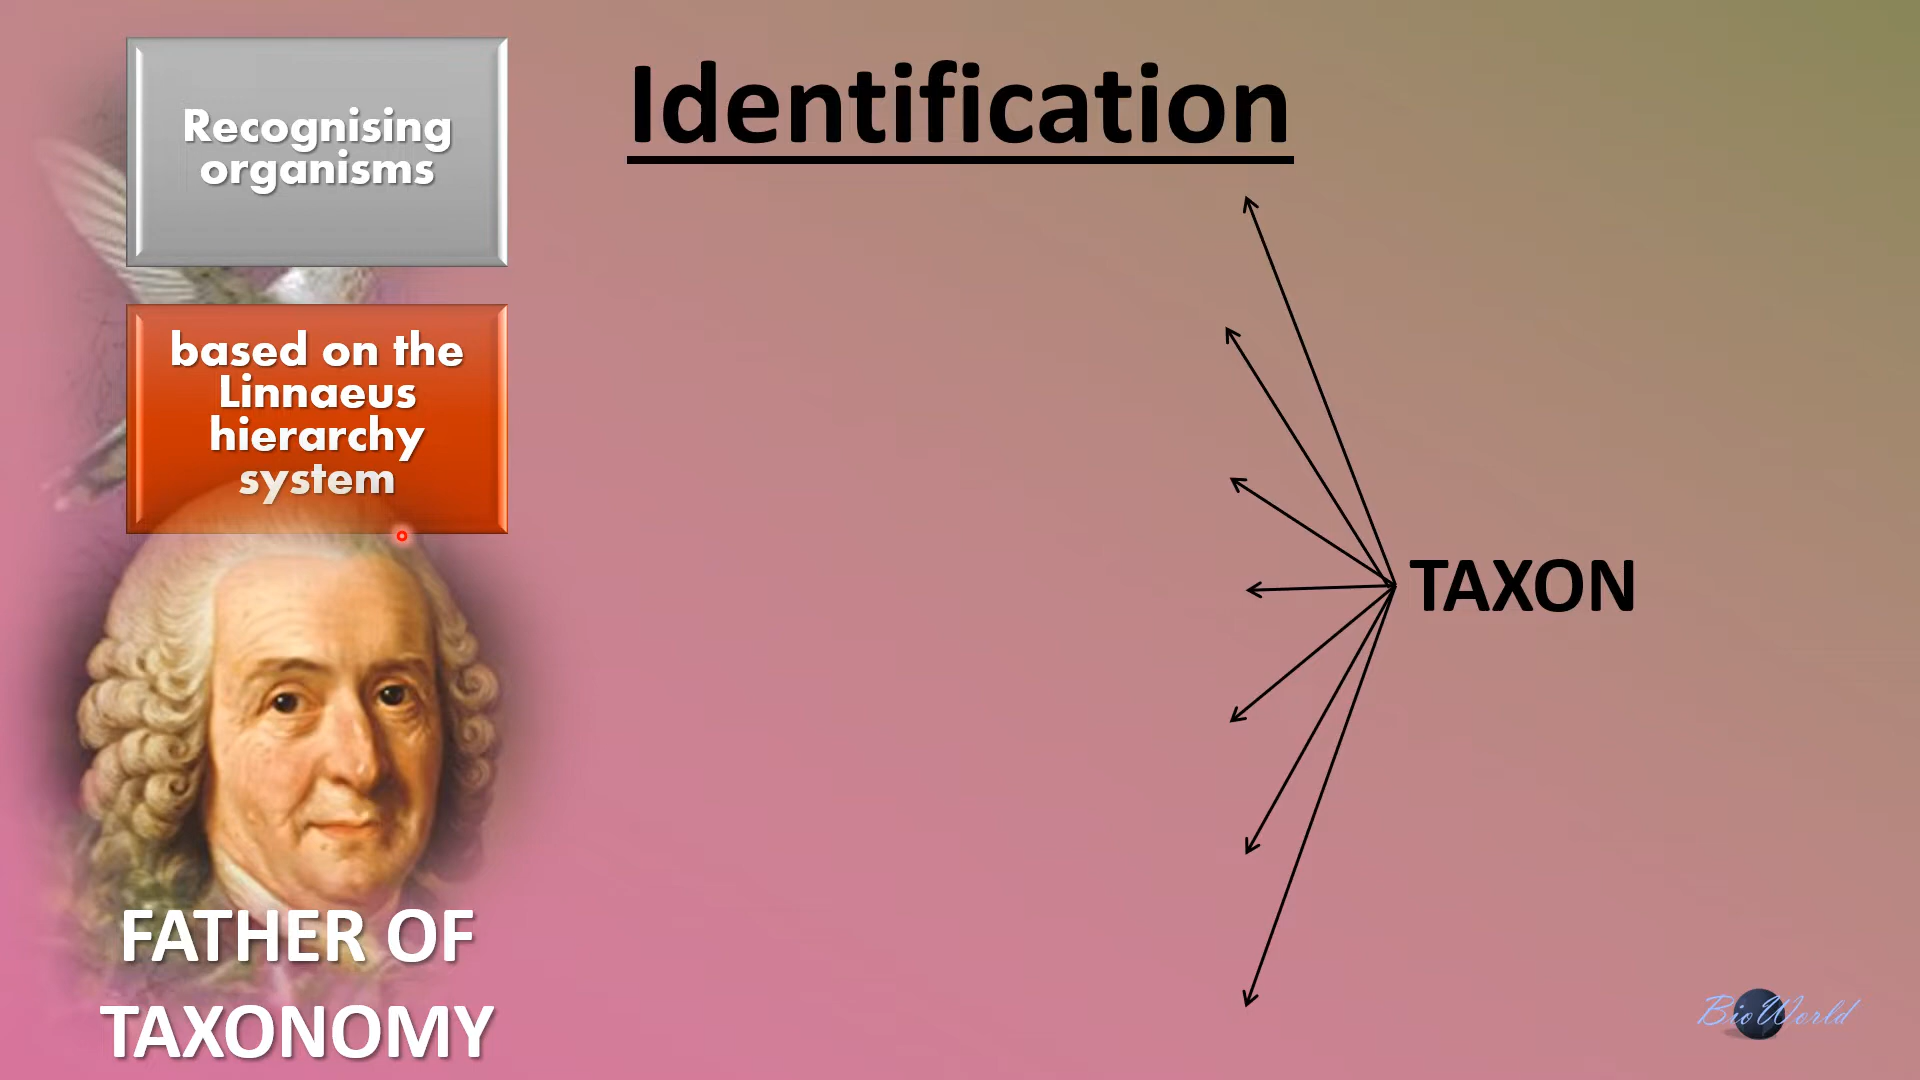 Identification
Recognising
organisms
based on the
Linnaeus
hierarchy
system
TAXON
FATHER OF
TAXONOMY
BioWorld